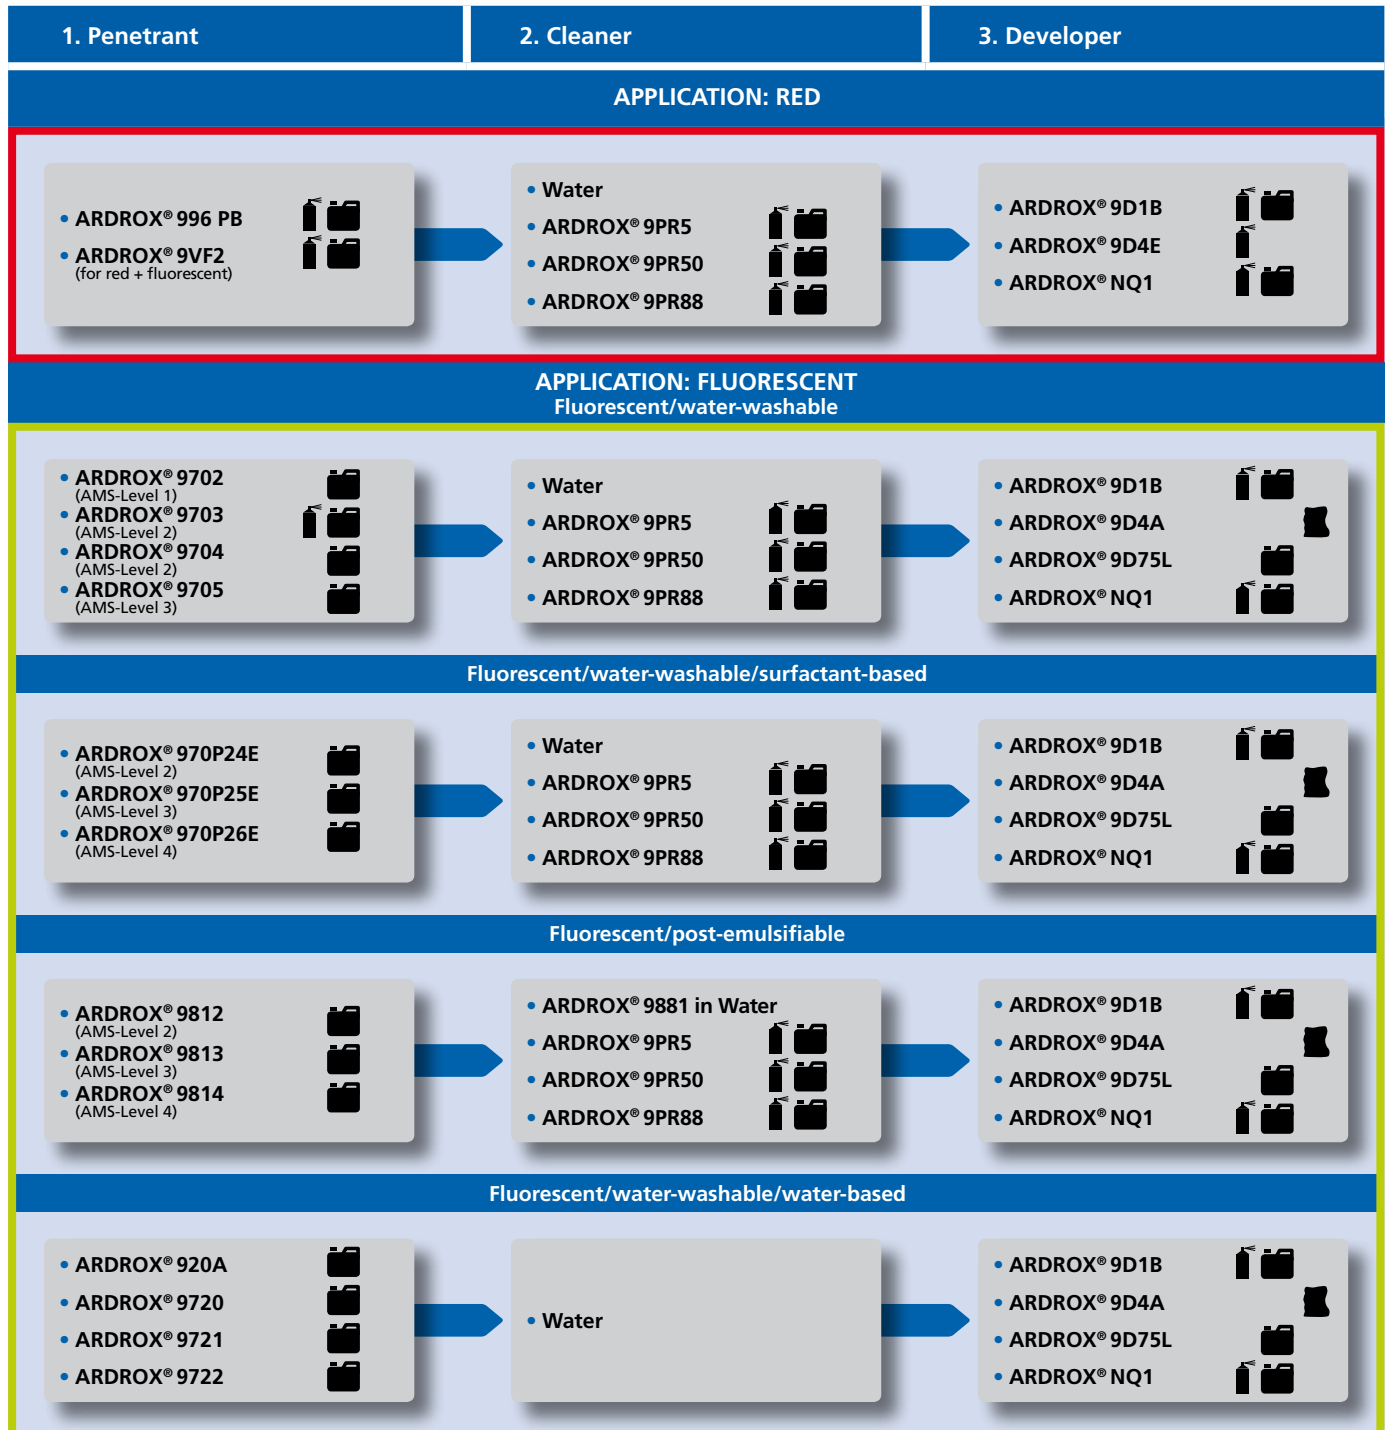 1. Penetrant
2. Cleaner
3. Developer
APPLICATION: RED
• ARDROX® 996 PB
• ARDROX® 9VF2
(for red + fluorescent)
• Water
• ARDROX® 9PR5
• ARDROX® 9PR50
• ARDROX® 9PR88
• ARDROX® 9D1B
• ARDROX® 9D4E
• ARDROX® NQ1
APPLICATION: FLUORESCENT
Fluorescent/water-washable
• ARDROX® 9702
(AMS-Level 1)
• ARDROX® 9703
(AMS-Level 2)
• ARDROX® 9704
(AMS-Level 2)
• ARDROX® 9705
(AMS-Level 3)
• Water
• ARDROX® 9PR5
• ARDROX® 9PR50
• ARDROX® 9PR88
• ARDROX® 9D1B
• ARDROX® 9D4A
• ARDROX® 9D75L
• ARDROX® NQ1
Fluorescent/water-washable/surfactant-based
• ARDROX® 970P24E
(AMS-Level 2)
• ARDROX® 970P25E
(AMS-Level 3)
• ARDROX® 970P26E
(AMS-Level 4)
• Water
• ARDROX® 9PR5
• ARDROX® 9PR50
• ARDROX® 9PR88
• ARDROX® 9D1B
• ARDROX® 9D4A
• ARDROX® 9D75L
• ARDROX® NQ1
Fluorescent/post-emulsifiable
• ARDROX® 9812
(AMS-Level 2)
• ARDROX® 9813
(AMS-Level 3)
• ARDROX® 9814
(AMS-Level 4)
• ARDROX® 9881 in Water
• ARDROX® 9PR5
• ARDROX® 9PR50
• ARDROX® 9PR88
• ARDROX® 9D1B
• ARDROX® 9D4A
• ARDROX® 9D75L
• ARDROX® NQ1
Fluorescent/water-washable/water-based
• ARDROX® 920A
• ARDROX® 9720
• ARDROX® 9721
• ARDROX® 9722
• Water
• ARDROX® 9D1B
• ARDROX® 9D4A
• ARDROX® 9D75L
• ARDROX® NQ1